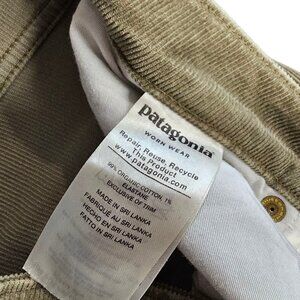 patagonia
WORN WEAR
Repair, Reuse, Recycle
This Product
www.patagonia.com
99% ORGANIC COTTON, 1%
ELASTANE
EXCLUSIVE OF TRIM
MADE IN SRI LANKA
FABRIQUÉ AU SRI LANKA
HECHO EN SRI LANKA
FATTO IN SRI LANKA